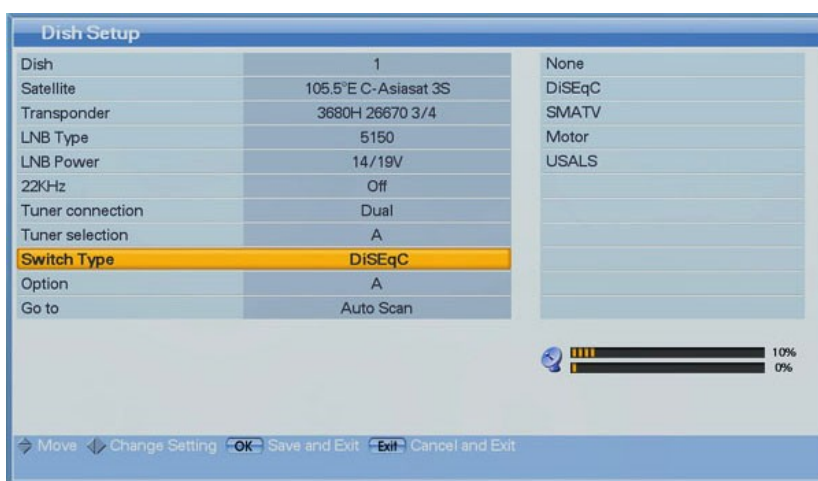 Dish Setup
Dish 1
Satellite 105.5°E C-Asiasat 3S
Transponder 3680H 26670 3/4
LNB Type 5150
LNB Power 14/19V
22KHz Off
Tuner connection Dual
Tuner selection A
Switch Type DiSEqC
Option A
Go to Auto Scan
None
DiSEqC
SMATV
Motor
USALS
10%
0%
Move Change Setting OK Save and Exit Exit Cancel and Exit